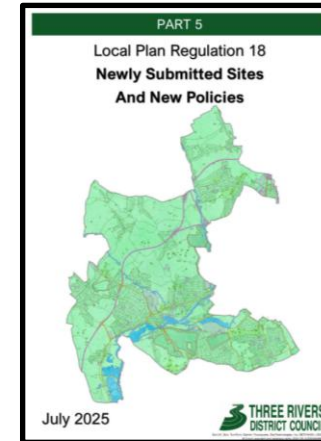 PART 5
Local Plan Regulation 18
Newly Submitted Sites
And New Policies
July 2025
THREE RIVERS
DISTRICT COUNCIL